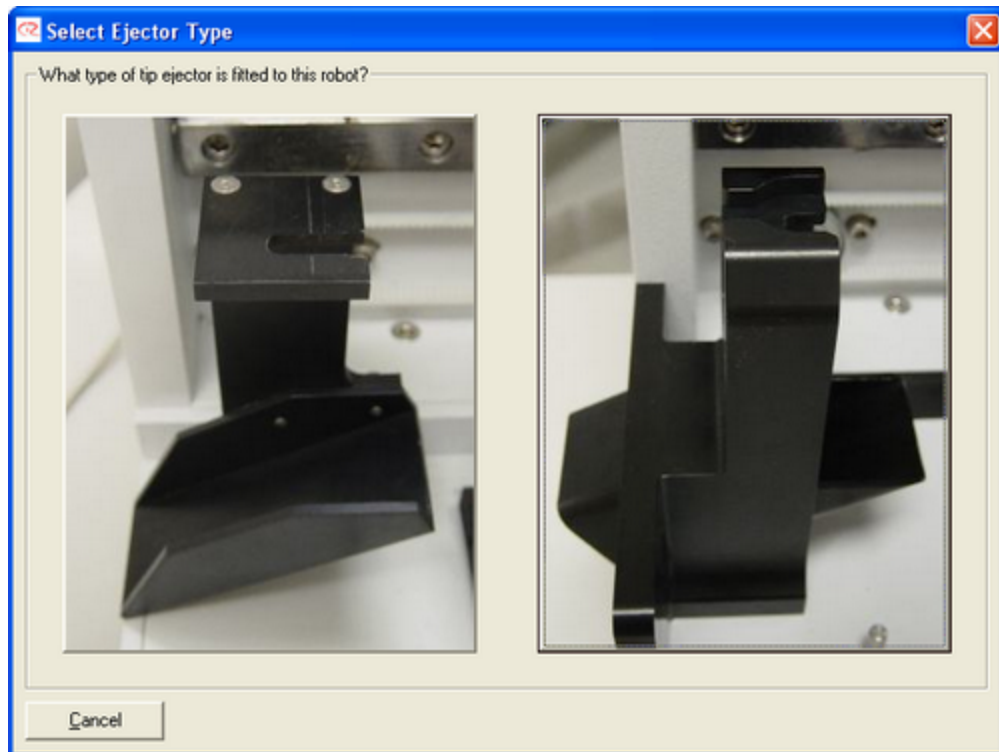 Select Ejector Type
What type of tip ejector is fitted to this robot?
Cancel